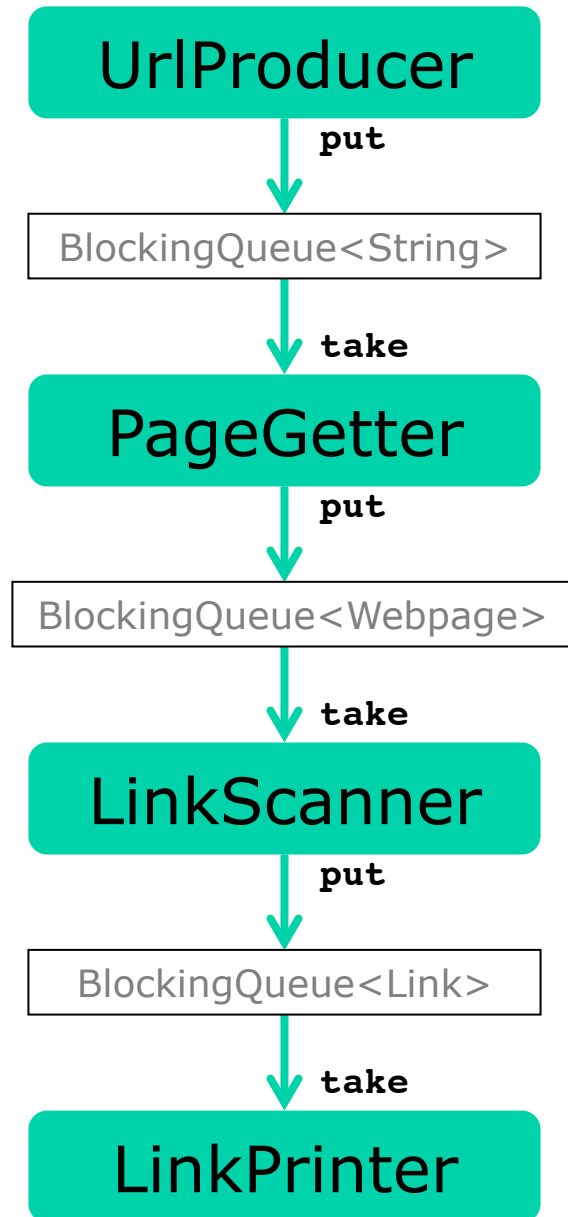 UrlProducer
put
BlockingQueue<String>
take
PageGetter
put
BlockingQueue<Webpage>
take
LinkScanner
put
BlockingQueue<Link>
take
LinkPrinter